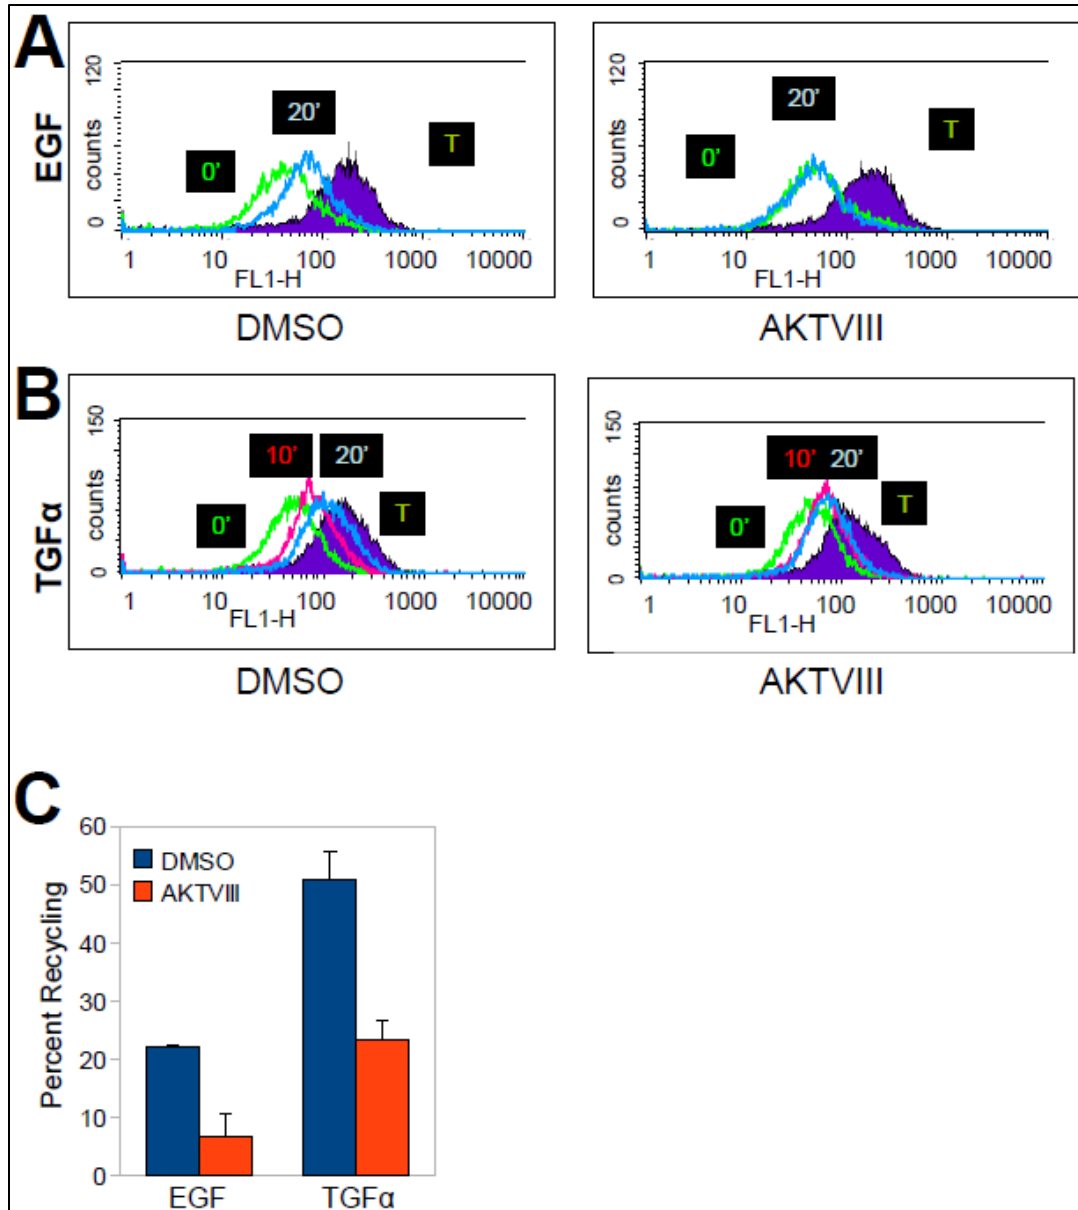 A
EGF
120
counts
0
0'
20'
T
1 10 100 1000 10000
FL1-H
DMSO
120
counts
0
0'
20'
T
1 10 100 1000 10000
AKTVIII
B
TGFα
150
counts
0
0'
10'
20'
T
1 10 100 1000 10000
FL1-H
DMSO
150
counts
0
0'
10' 20'
T
1 10 100 1000 10000
FL1-H
AKTVIII
C
Percent Recycling
60
50
40
30
20
10
0
DMSO
AKTVIII
EGF TGFα